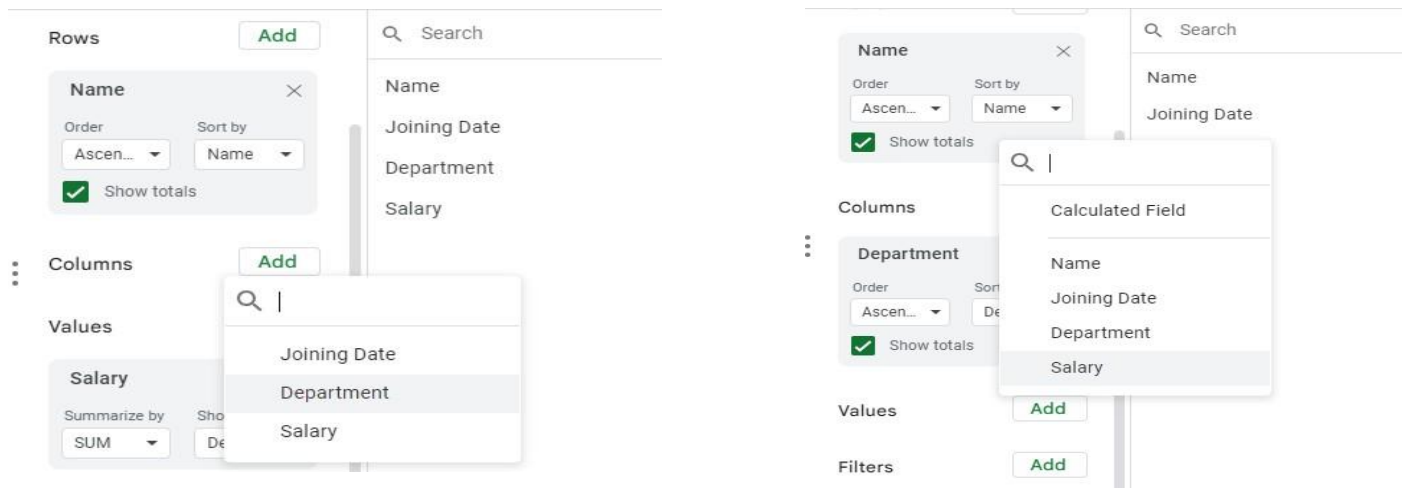 Rows Add
Search
Name
Order Sort by
Ascen... Name
Show totals
Name
Joining Date
Department
Salary
Columns Add
Joining Date
Department
Salary
Values
Salary
Summarize by Sho
SUM De
Name
Order Sort by
Ascen... Name
Show totals
Search
Name
Joining Date
Calculated Field
Name
Joining Date
Department
Salary
Columns
Department
Order Sort
Ascen... De
Show totals
Values Add
Filters Add